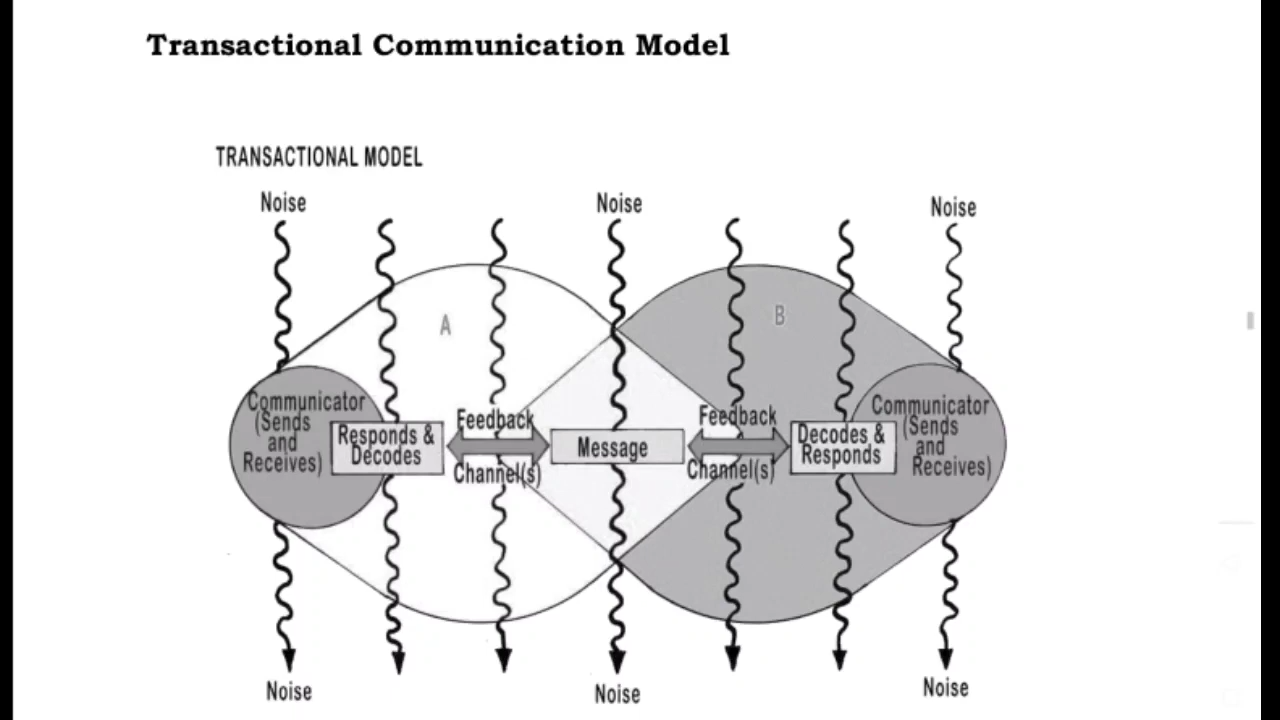 Transactional Communication Model
TRANSACTIONAL MODEL
Noise
Noise
Noise
A
B
Communicator
(Sends
and
Receives)
Responds &
Decodes
Feedback
Channel(s)
Message
Feedback
Channel(s)
Decodes &
Responds
Communicator
(Sends
and
Receives)
Noise
Noise
Noise